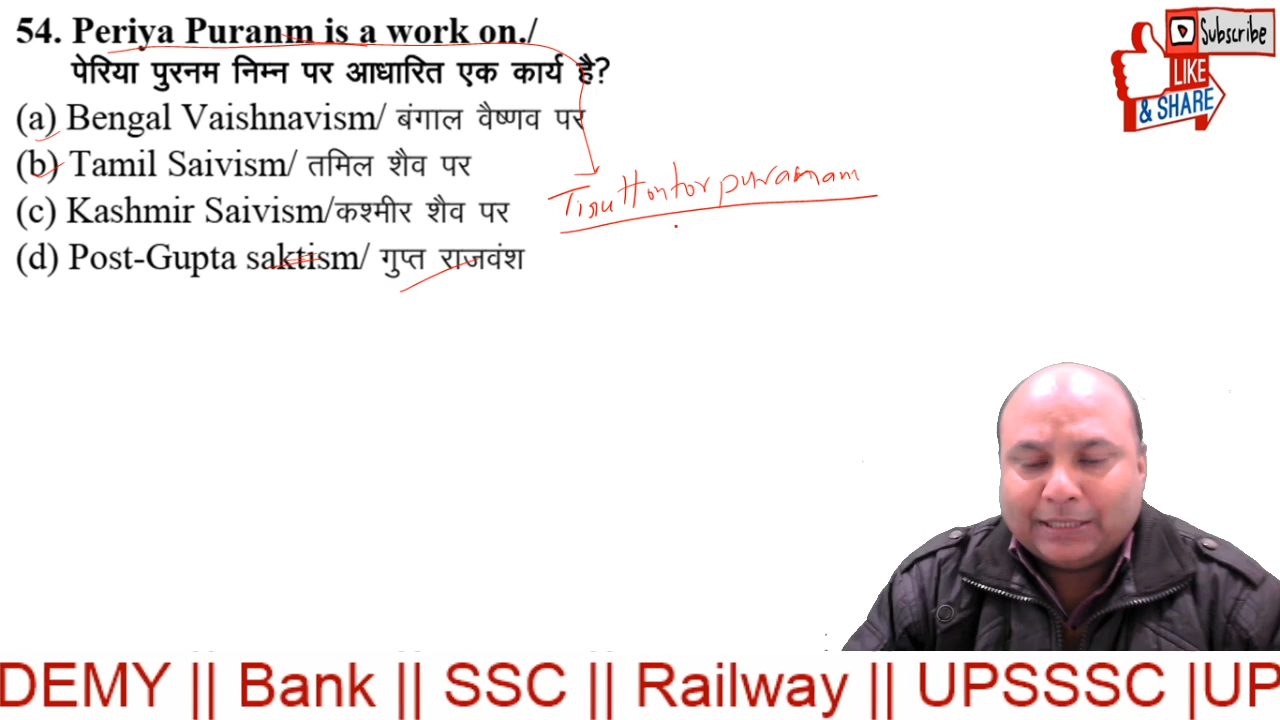 54. Periya Puranm is a work on./
पेरिया पुरनम निम्न पर आधारित एक कार्य है?
(a) Bengal Vaishnavism/ बंगाल वैष्णव पर
(b) Tamil Saivism/ तमिल शैव पर
(c) Kashmir Saivism/कश्मीर शैव पर
(d) Post-Gupta saktism/ गुप्त राजवंश
Subscribe
LIKE
& SHARE
DEMY || Bank || SSC || Railway || UPSSSC |UP